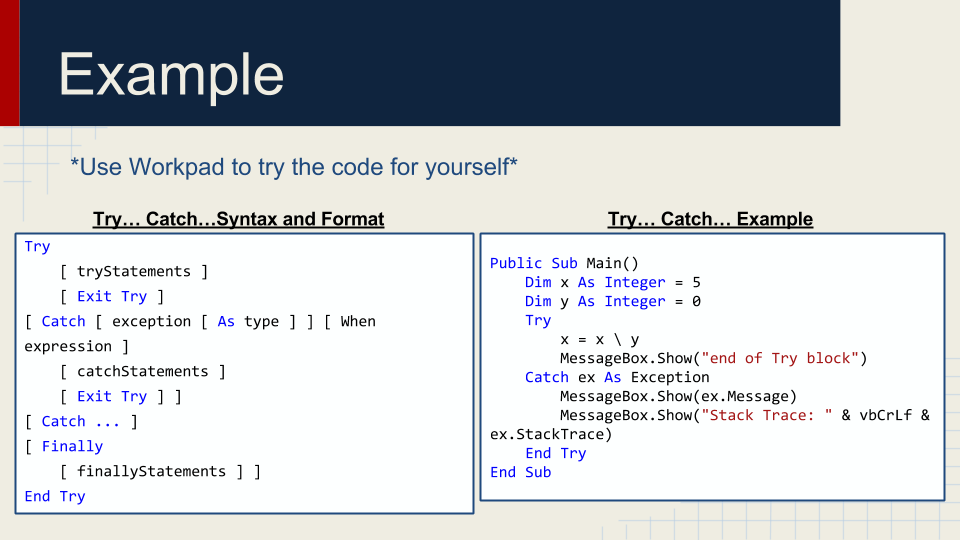 Example
*Use Workpad to try the code for yourself*
Try… Catch…Syntax and Format
Try
    [ tryStatements ]
    [ Exit Try ]
[ Catch [ exception [ As type ] ] [ When
expression ]
    [ catchStatements ]
    [ Exit Try ] ]
[ Catch ... ]
[ Finally
    [ finallyStatements ] ]
End Try
Try… Catch… Example
Public Sub Main()
    Dim x As Integer = 5
    Dim y As Integer = 0
    Try
        x = x \ y
        MessageBox.Show("end of Try block")
    Catch ex As Exception
        MessageBox.Show(ex.Message)
        MessageBox.Show("Stack Trace: " & vbCrLf &
ex.StackTrace)
    End Try
End Sub